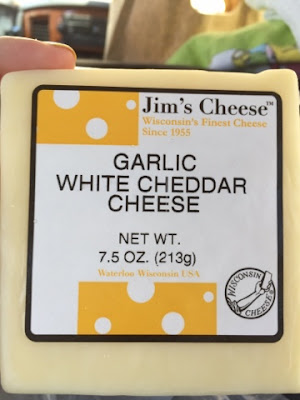 Jim's Cheese™
Wisconsin's Finest Cheese
Since 1955
GARLIC
WHITE CHEDDAR
CHEESE
NET WT.
7.5 OZ. (213g)
Waterloo Wisconsin USA
WISCONSIN
CHEESE